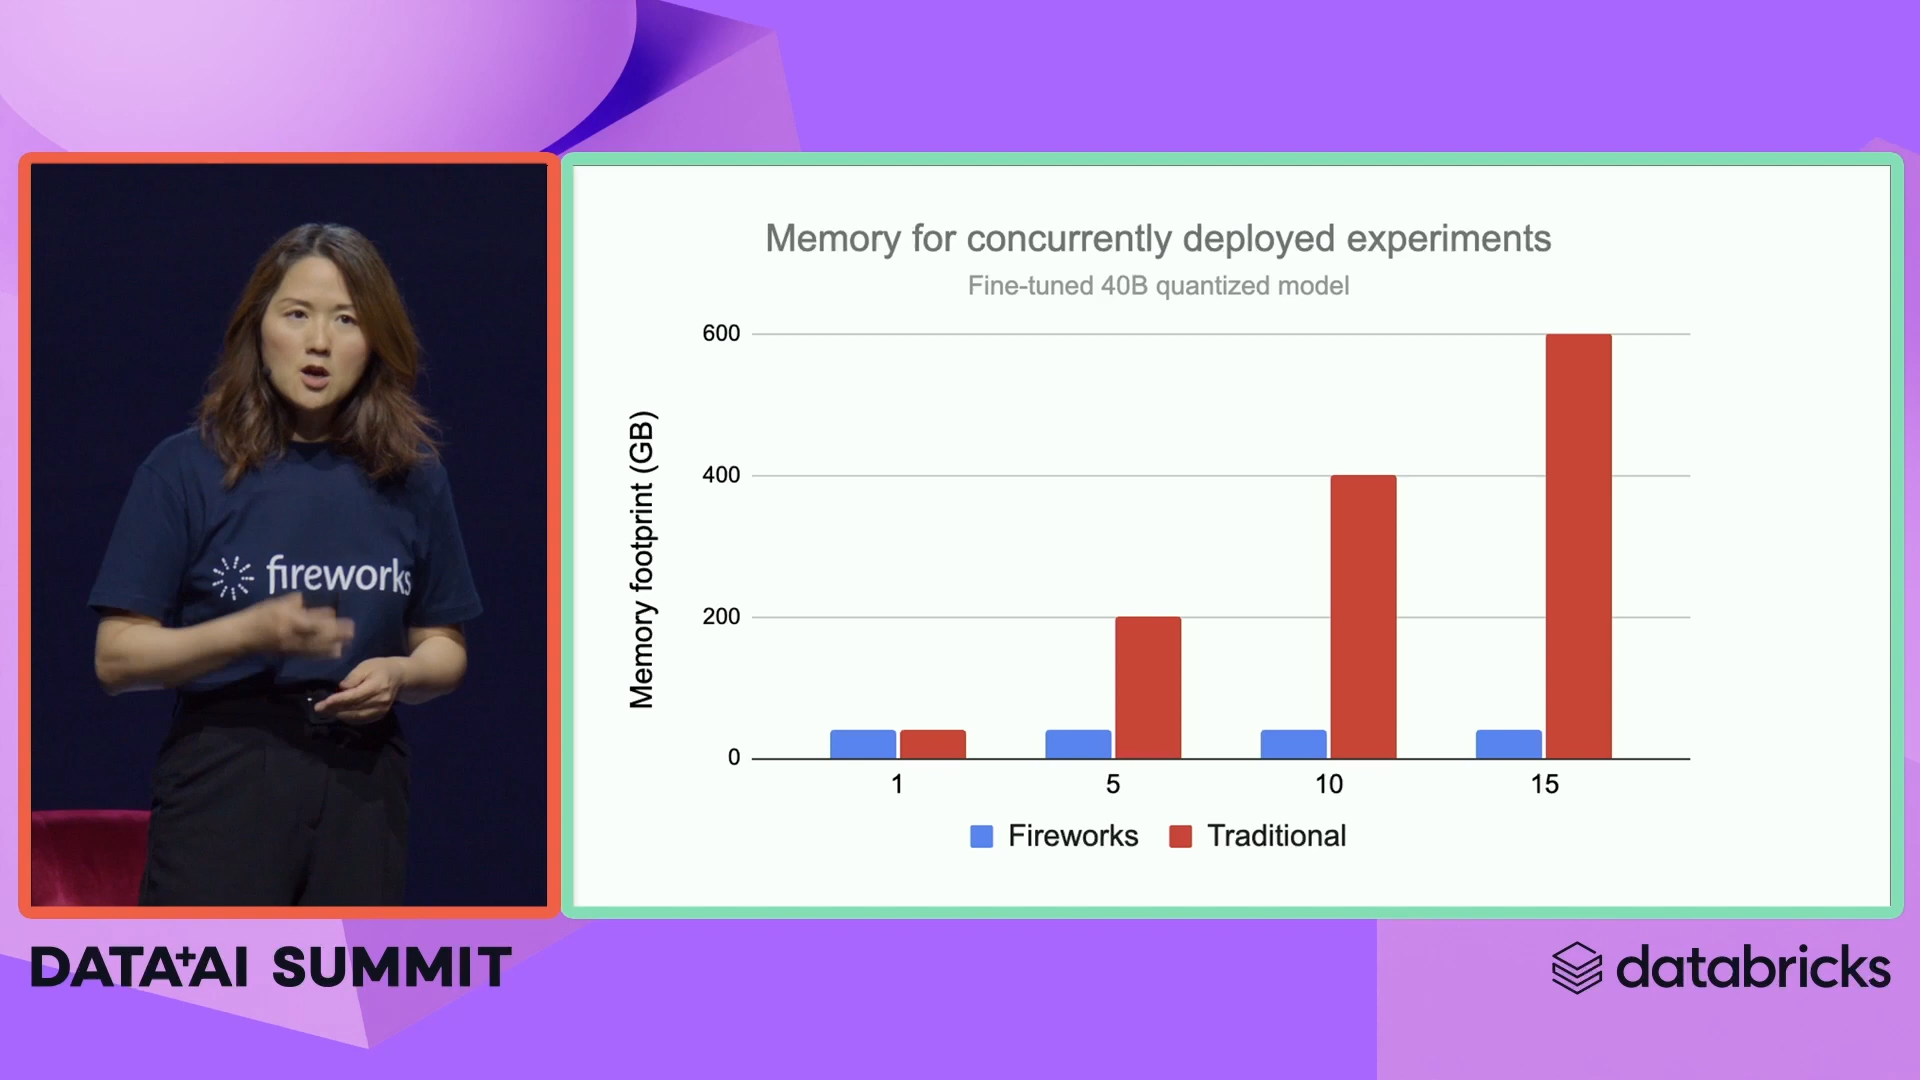 fireworks
Memory for concurrently deployed experiments
Fine-tuned 40B quantized model
Memory footprint (GB)
600
400
200
0
1 5 10 15
Fireworks Traditional
DATA+AI SUMMIT
databricks